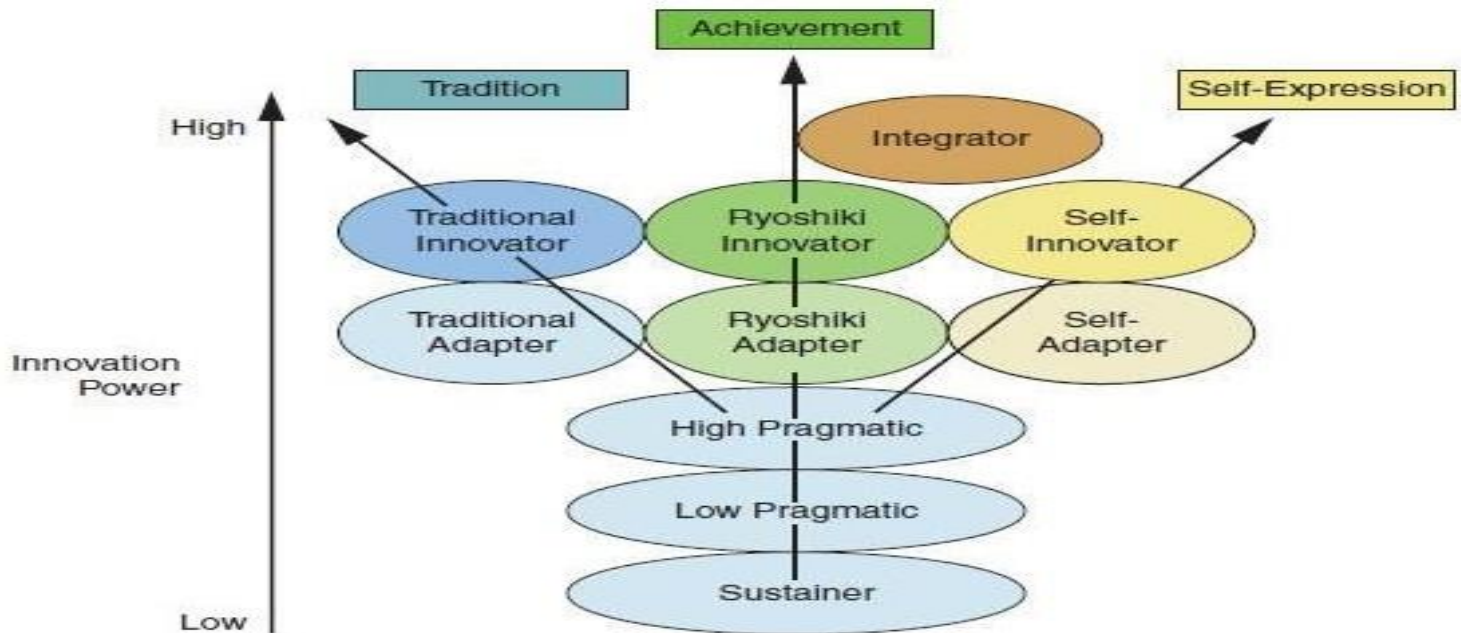 Achievement
Tradition
Self-Expression
High
Integrator
Traditional
Innovator
Ryoshiki
Innovator
Self-
Innovator
Traditional
Adapter
Ryoshiki
Adapter
Self-
Adapter
Innovation
Power
High Pragmatic
Low Pragmatic
Sustainer
Low